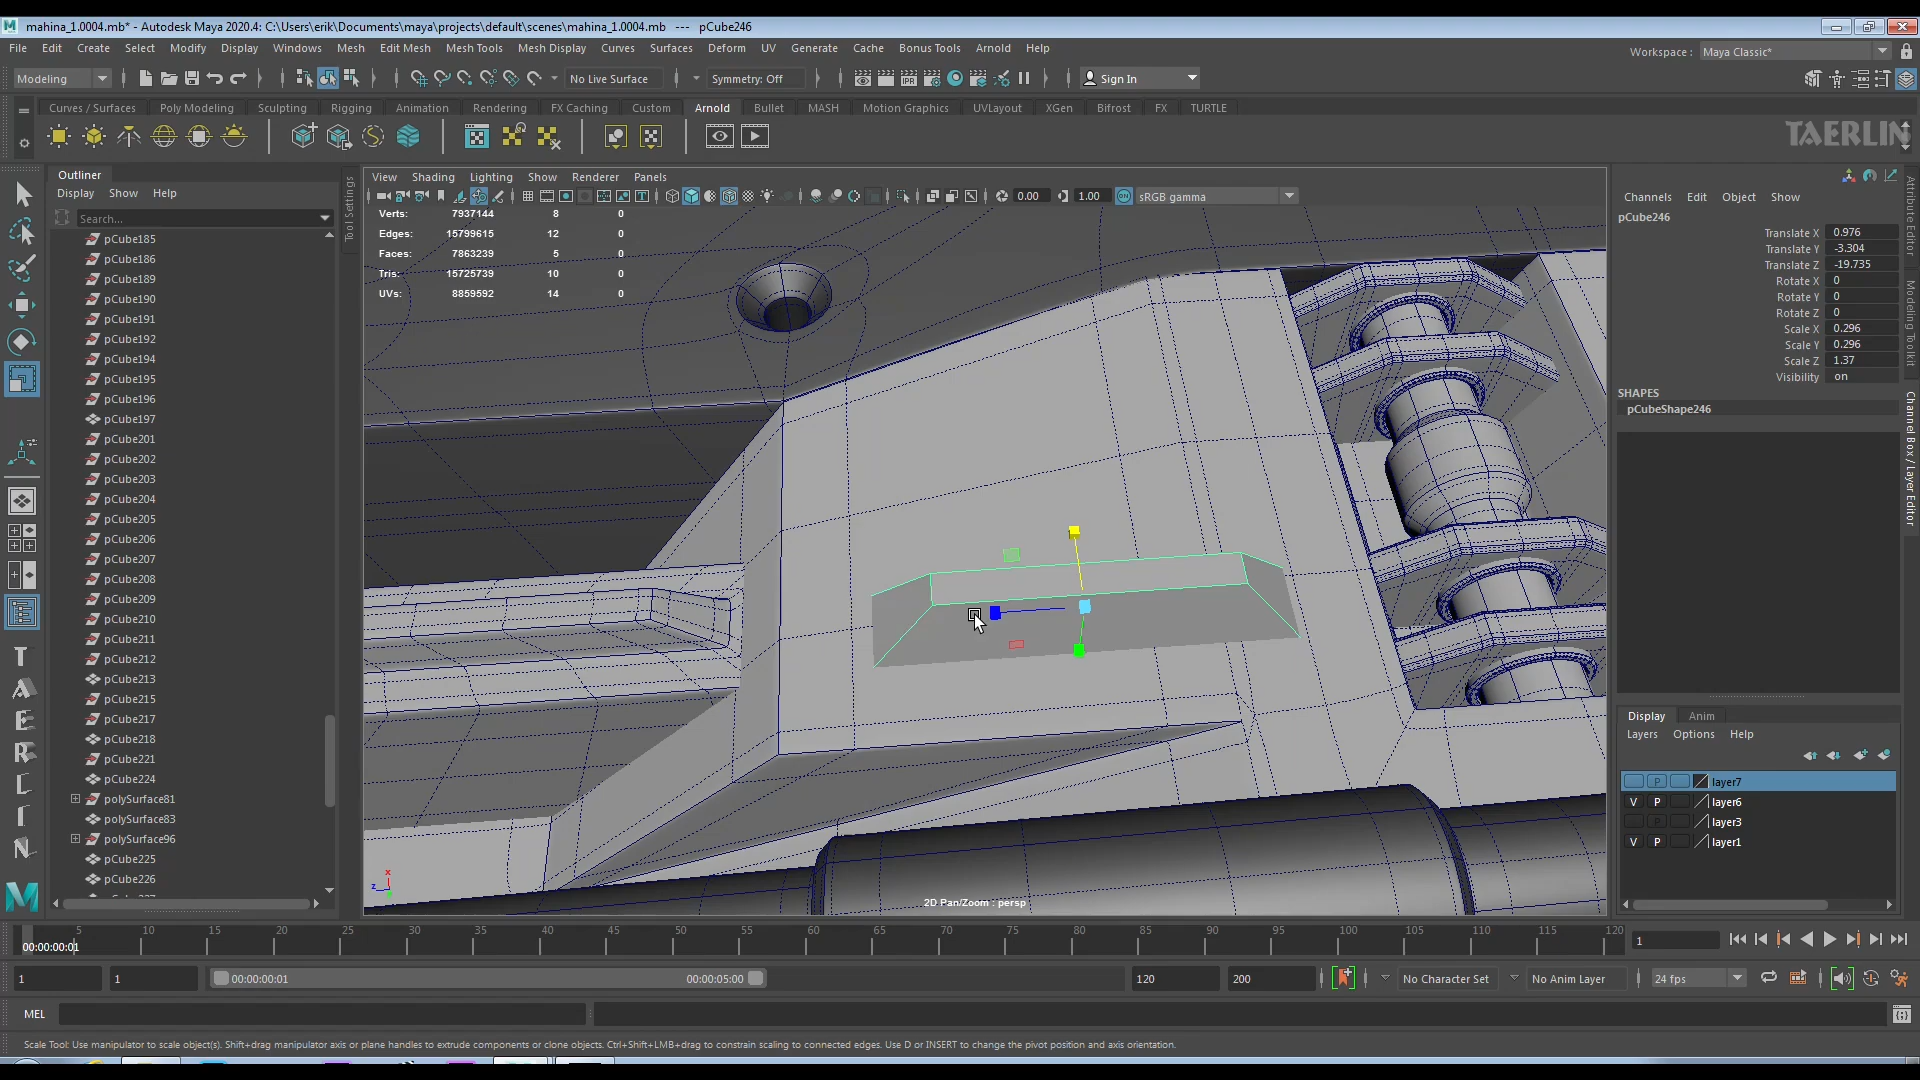 mahina_1.0004.mb* - Autodesk Maya 2020.4: C:\Users\erik\Documents\maya\projects\default\scenes\mahina_1.0004.mb --- pCube246
File Edit Create Select Modify Display Windows Mesh Edit Mesh Mesh Tools Mesh Display Curves Surfaces Deform UV Generate Cache Bonus Tools Arnold Help
Workspace : Maya Classic*
Modeling No Live Surface Symmetry: Off Sign In
Curves / Surfaces Poly Modeling Sculpting Rigging Animation Rendering FX Caching Custom Arnold Bullet MASH Motion Graphics UVLayout XGen Bifrost FX TURTLE
TAERLIN
Outliner
Display Show Help
Search...
pCube185
pCube186
pCube189
pCube190
pCube191
pCube192
pCube194
pCube195
pCube196
pCube197
pCube201
pCube202
pCube203
pCube204
pCube205
pCube206
pCube207
pCube208
pCube209
pCube210
pCube211
pCube212
pCube213
pCube215
pCube217
pCube218
pCube221
pCube224
polySurface81
polySurface83
polySurface96
pCube225
pCube226
Tool Settings
View Shading Lighting Show Renderer Panels
0.00 1.00 ON sRGB gamma
Verts: 7937144 8 0
Edges: 15799615 12 0
Faces: 7863239 5 0
Tris: 15725739 10 0
UVs: 8859592 14 0
x
z
2D Pan/Zoom : persp
Channels Edit Object Show
pCube246
Translate X 0.976
Translate Y -3.304
Translate Z -19.735
Rotate X 0
Rotate Y 0
Rotate Z 0
Scale X 0.296
Scale Y 0.296
Scale Z 1.37
Visibility on
SHAPES
pCubeShape246
Attribute Editor
Modeling Toolkit
Channel Box / Layer Editor
Display Anim
Layers Options Help
P layer7
V P layer6
P layer3
V P layer1
5 10 15 20 25 30 35 40 45 50 55 60 65 70 75 80 85 90 95 100 105 110 115 120
00:00:00:01
1
1 1 00:00:00:01 00:00:05:00 120 200 No Character Set No Anim Layer 24 fps
MEL
Scale Tool: Use manipulator to scale object(s). Shift+drag manipulator axis or plane handles to extrude components or clone objects. Ctrl+Shift+LMB+drag to constrain scaling to connected edges. Use D or INSERT to change the pivot position and axis orientation.